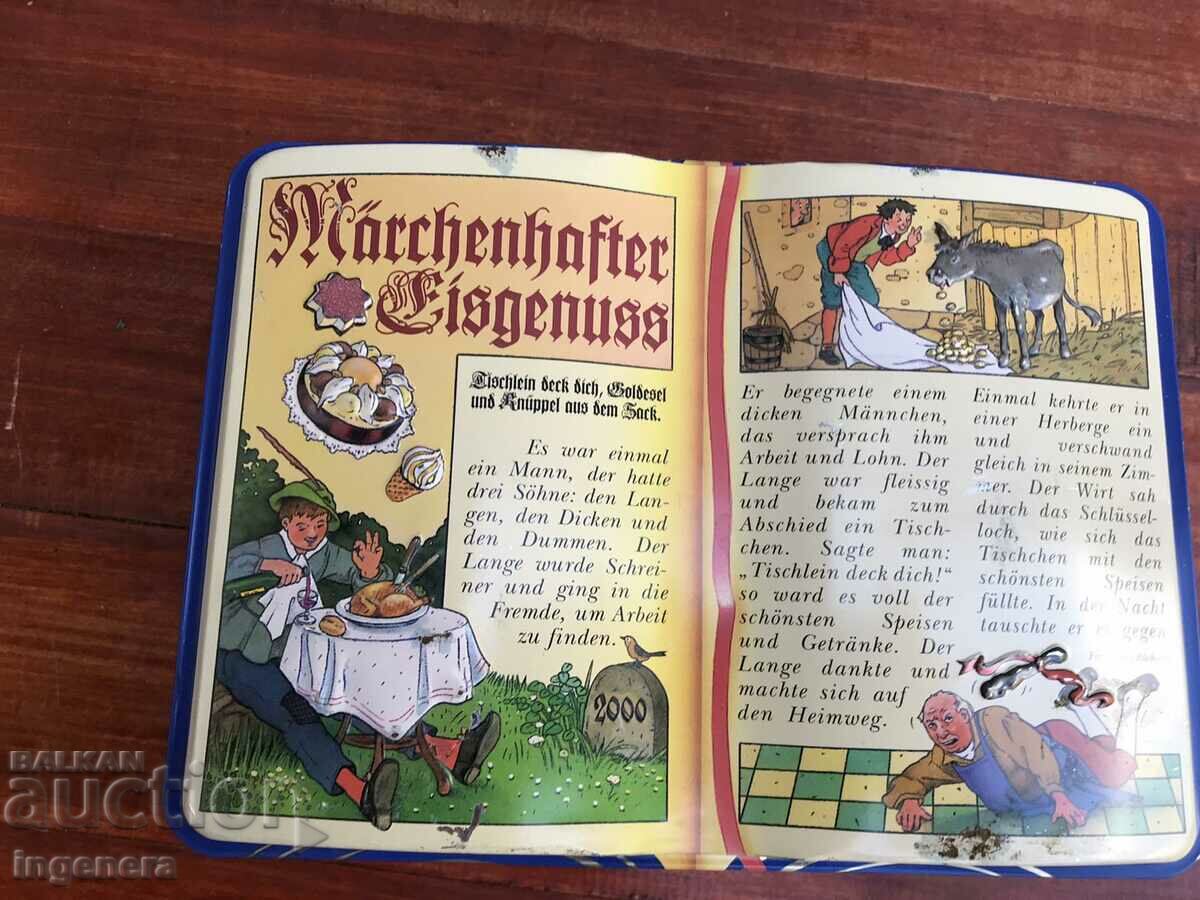 Märchenhafter
Eisgenuss
Tischlein deck dich, Goldesel
und Knüppel aus dem Sack.
Es war einmal
ein Mann, der hatte
drei Söhne: den Lan-
gen, den Dicken und
den Dummen. Der
Lange wurde Schrei-
ner und ging in die
Fremde, um Arbeit
zu finden.
2000
Er begegnete einem
dicken Männchen,
das versprach ihm
Arbeit und Lohn. Der
Lange war fleissig
und bekam zum
Abschied ein Tisch-
chen. Sagte man:
„Tischlein deck dich!"
so ward es voll der
schönsten Speisen
und Getränke. Der
Lange dankte und
machte sich auf
den Heimweg.
Einmal kehrte er in
einer Herberge ein
und verschwand
gleich in seinem Zim-
mer. Der Wirt sah
durch das Schlüssel-
loch, wie sich das
Tischchen mit den
schönsten Speisen
füllte. In der Nacht
tauschte er es gegen
BALKAN
auction
ingenera